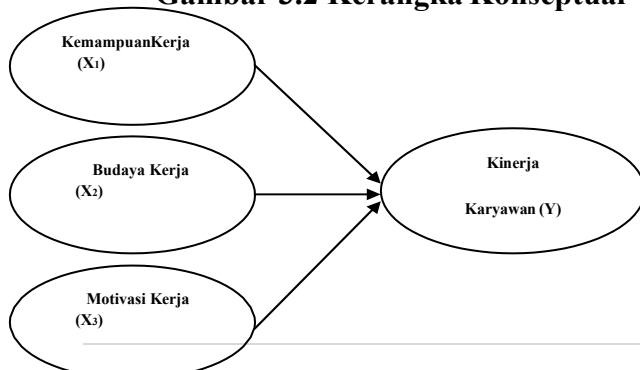 Gambar 3.2 Kerangka Konseptual
KemampuanKerja
(X1)
Budaya Kerja
(X2)
Motivasi Kerja
(X3)
Kinerja
Karyawan (Y)